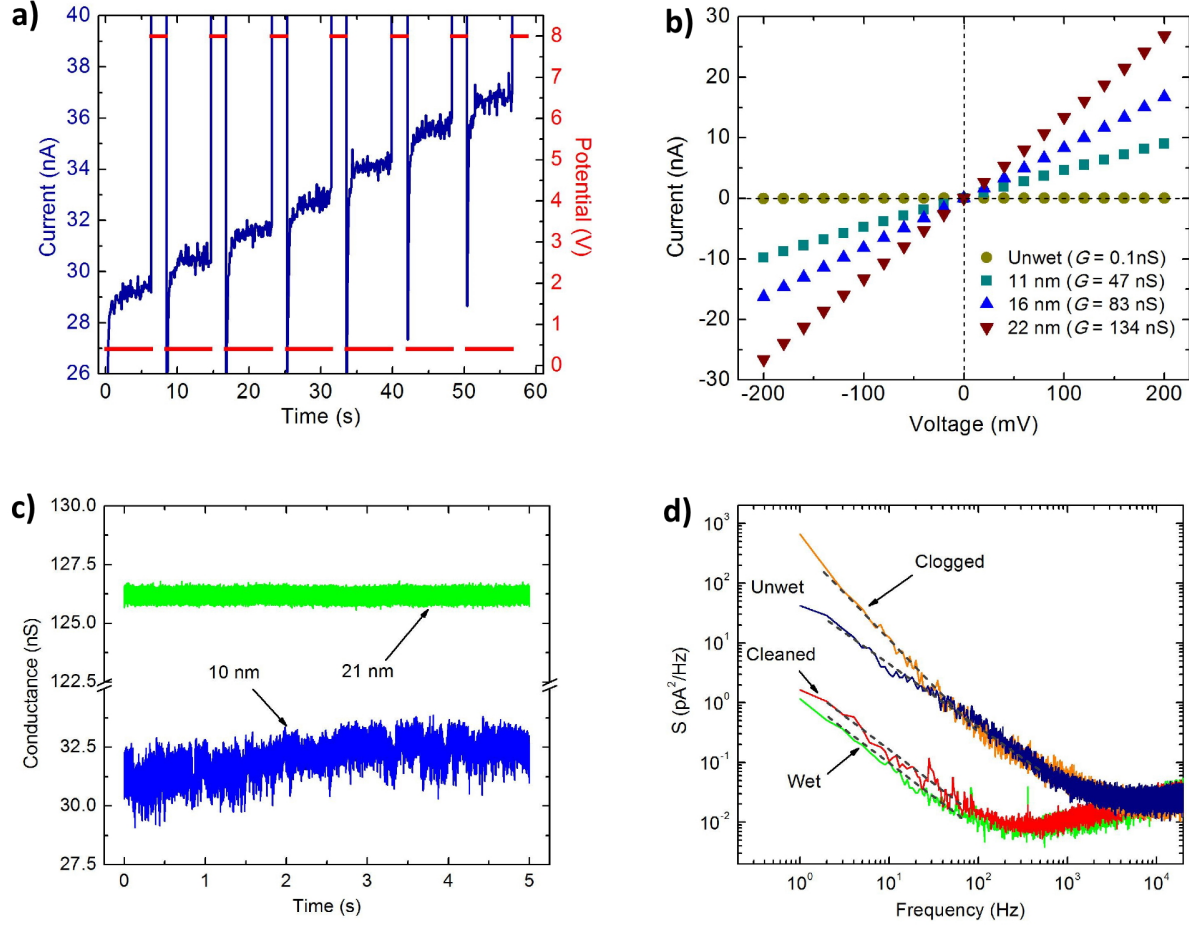 a)
40
38
36
34
32
30
28
26
Current (nA)
8
7
6
5
4
3
2
1
0
Potential (V)
0 10 20 30 40 50 60
Time (s)
b)
30
20
10
0
-10
-20
-30
Current (nA)
Unwet (G = 0.1nS)
11 nm (G = 47 nS)
16 nm (G = 83 nS)
22 nm (G = 134 nS)
-200 -100 0 100 200
Voltage (mV)
c)
130.0
127.5
125.0
122.5
32.5
30.0
27.5
Conductance (nS)
10 nm
21 nm
0 1 2 3 4 5
Time (s)
d)
10³
10²
10¹
10⁰
10⁻¹
10⁻²
S (pA²/Hz)
Clogged
Unwet
Cleaned
Wet
10⁰ 10¹ 10² 10³ 10⁴
Frequency (Hz)